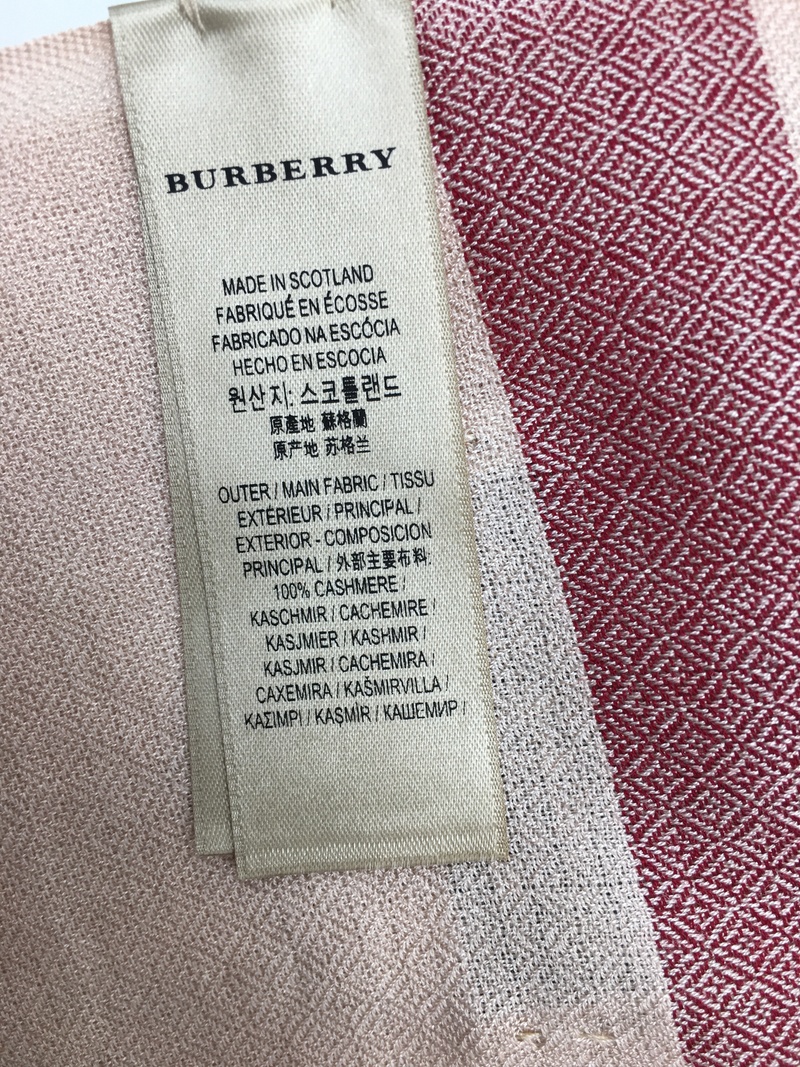 BURBERRY
MADE IN SCOTLAND
FABRIQUÉ EN ÉCOSSE
FABRICADO NA ESCÓCIA
HECHO EN ESCOCIA
원산지: 스코틀랜드
原產地 蘇格蘭
原产地 苏格兰
OUTER / MAIN FABRIC / TISSU
EXTÉRIEUR / PRINCIPAL /
EXTERIOR - COMPOSICION
PRINCIPAL / 外部主要布料:
100% CASHMERE /
KASCHMIR / CACHEMIRE /
KASJMIER / KASHMIR /
KASJMIR / CACHEMIRA /
CAXEMIRA / KAŠMIRVILLA /
ΚΑΣΙΜΡΙ / KAŞMİR / КАШЕМИР /